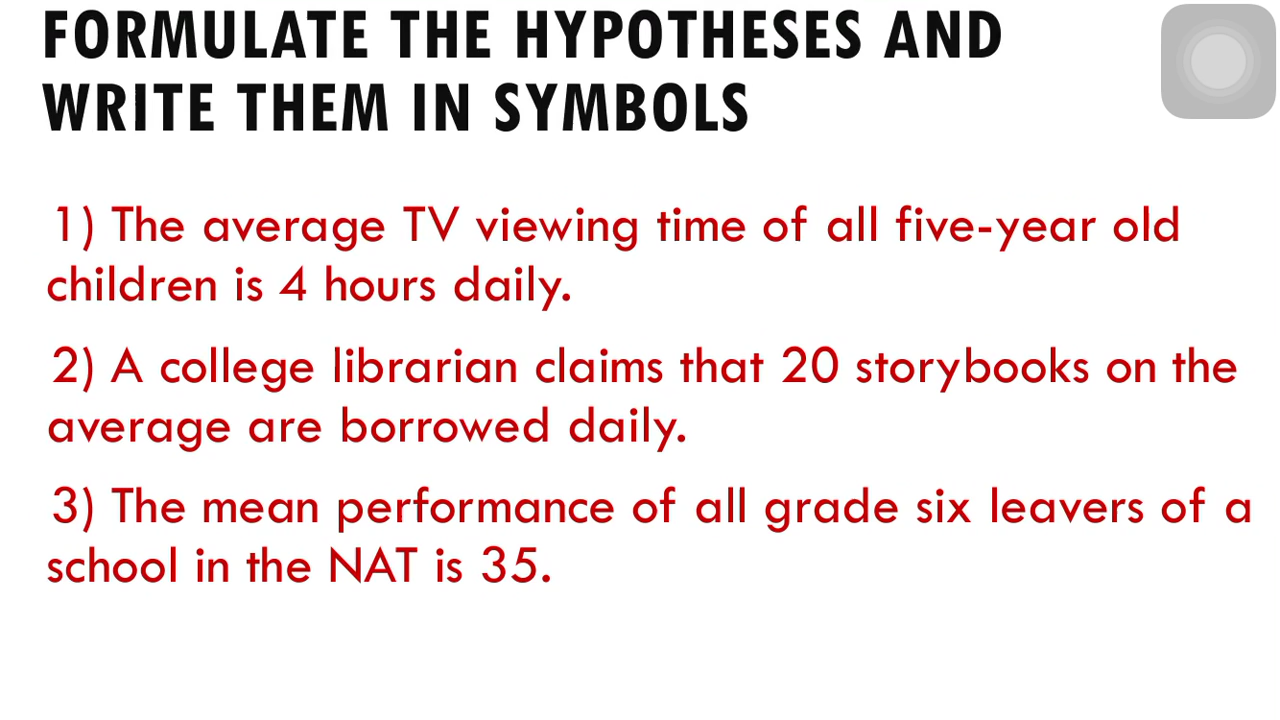 FORMULATE THE HYPOTHESES AND
WRITE THEM IN SYMBOLS
1) The average TV viewing time of all five-year old
children is 4 hours daily.
2) A college librarian claims that 20 storybooks on the
average are borrowed daily.
3) The mean performance of all grade six leavers of a
school in the NAT is 35.